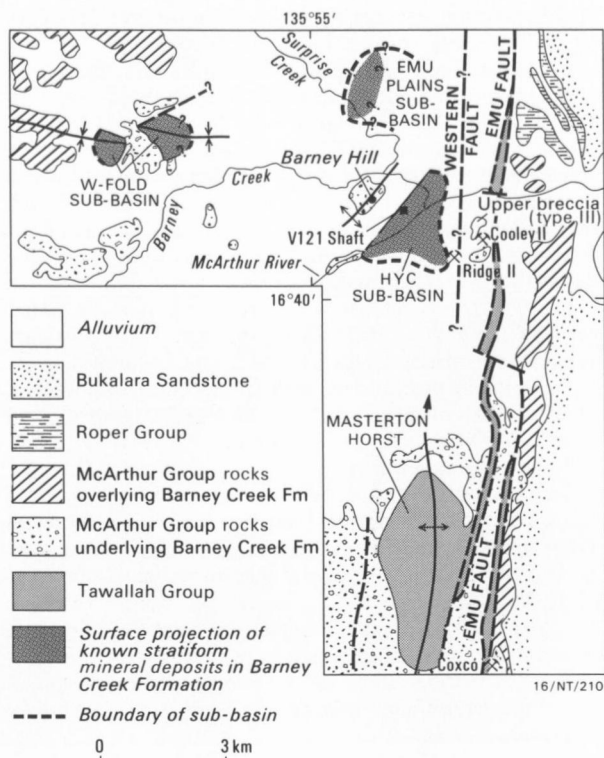 135°55′
Surprise
Creek
EMU
PLAINS
SUB-
BASIN
?
?
?
?
?
WESTERN
FAULT
?
EMU FAULT
W-FOLD
SUB-BASIN
Barney Hill
Creek
Barney
V121 Shaft
McArthur River
HYC
SUB-BASIN
Upper breccia
(type III)
Cooley II
Ridge II
?
?
16°40′
MASTERTON
HORST
EMU FAULT
Coxco
Alluvium
Bukalara Sandstone
Roper Group
McArthur Group rocks
overlying Barney Creek Fm
McArthur Group rocks
underlying Barney Creek Fm
Tawallah Group
Surface projection of
known stratiform
mineral deposits in Barney
Creek Formation
Boundary of sub-basin
0 3 km
16/NT/210